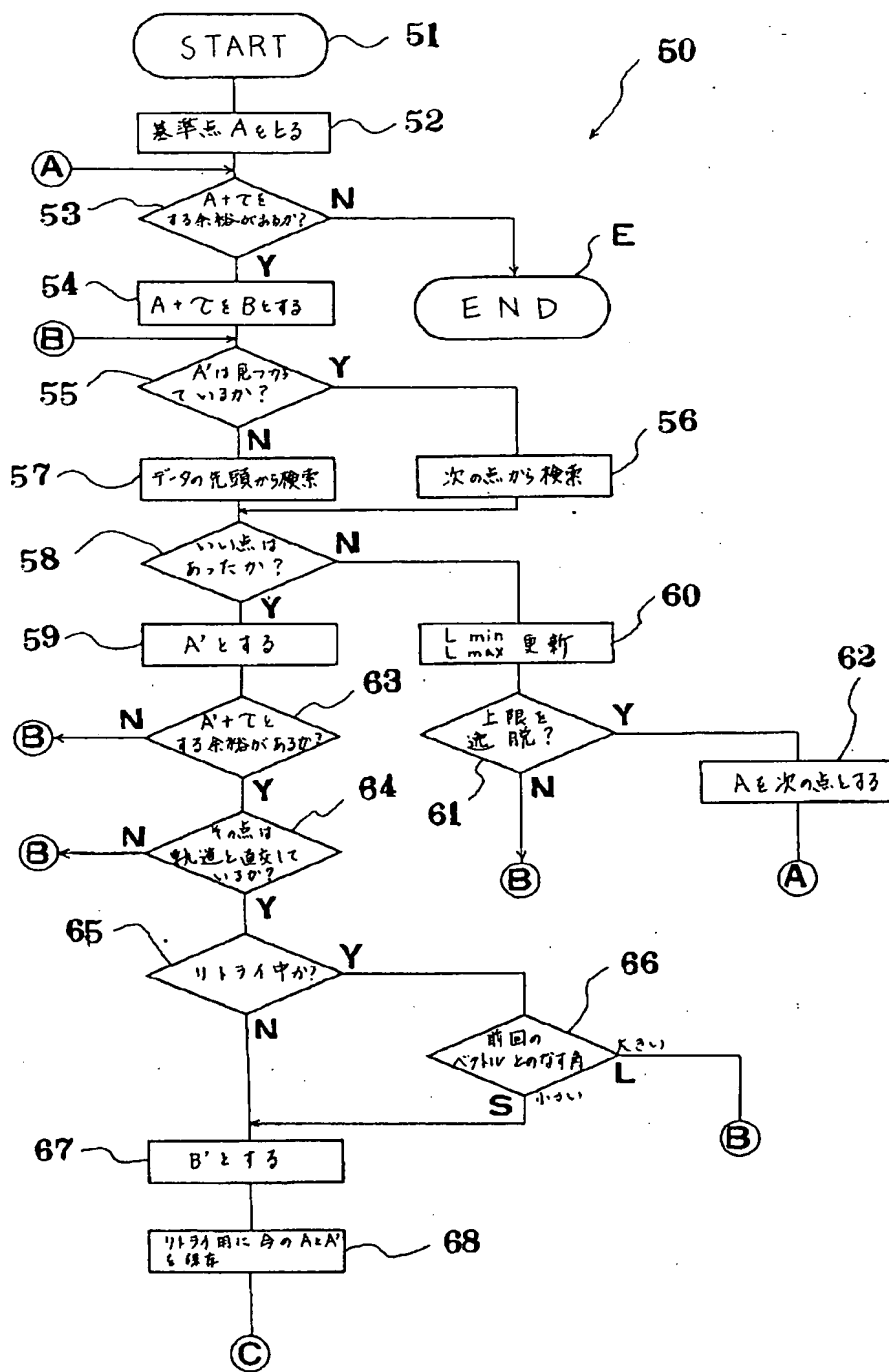 START
51
50
基準点Aをとる
52
A
A+τを
する余裕があるか?
N
53
E
END
Y
54
A+τをBとする
B
A'は見つかっ
ているか?
Y
55
N
56
57
データの先頭から検索
次の点から検索
いい点は
あったか?
N
58
Y
59
A'とする
60
L min
L max 更新
63
62
N
B
A'+τと
する余裕があるか?
上限を
逸脱?
Y
61
N
Aを次の点とする
Y
64
N
B
その点は
軌道と直交して
いるか?
B
A
Y
65
リトライ中か?
Y
66
N
前回の
ベクトルとのなす角
大きい
L
S
小さい
B
67
B'とする
リトライ用に今のAとA'
を保存
68
C